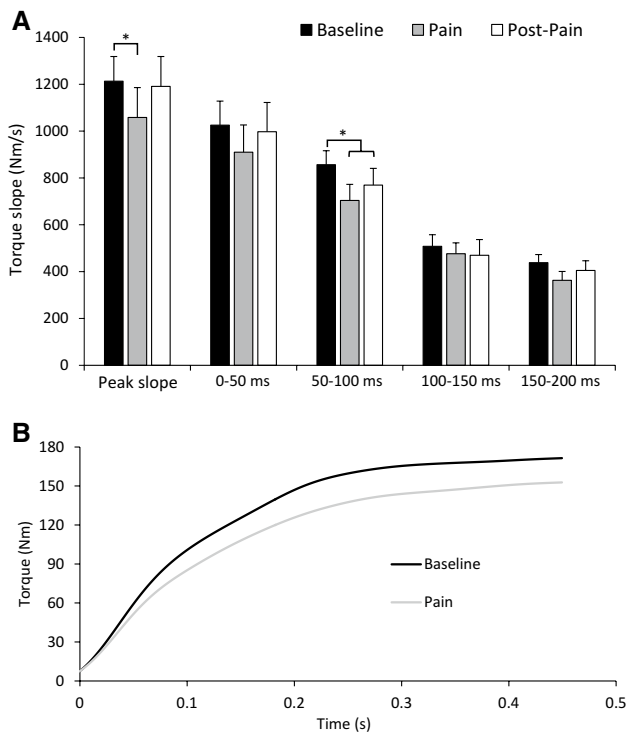 A
Baseline Pain Post-Pain
1400
1200
1000
800
600
400
200
0
Torque slope (Nm/s)
*
*
Peak slope 0-50 ms 50-100 ms 100-150 ms 150-200 ms
B
180
150
120
90
60
30
0
Torque (Nm)
Baseline
Pain
0 0.1 0.2 0.3 0.4 0.5
Time (s)